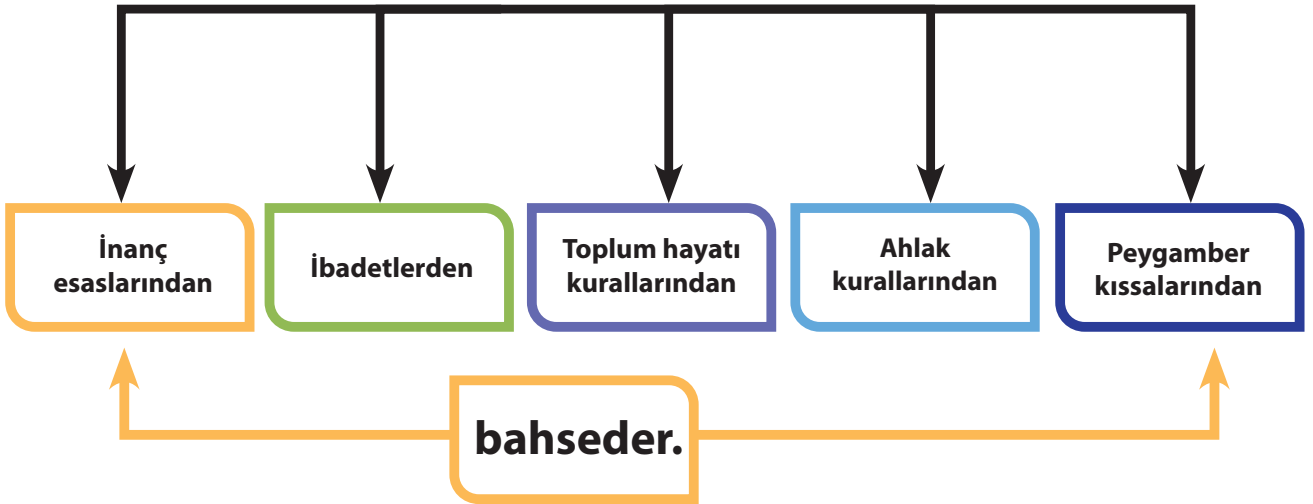 İnanç
esaslarından
İbadetlerden
Toplum hayatı
kurallarından
Ahlak
kurallarından
Peygamber
kıssalarından
bahseder.